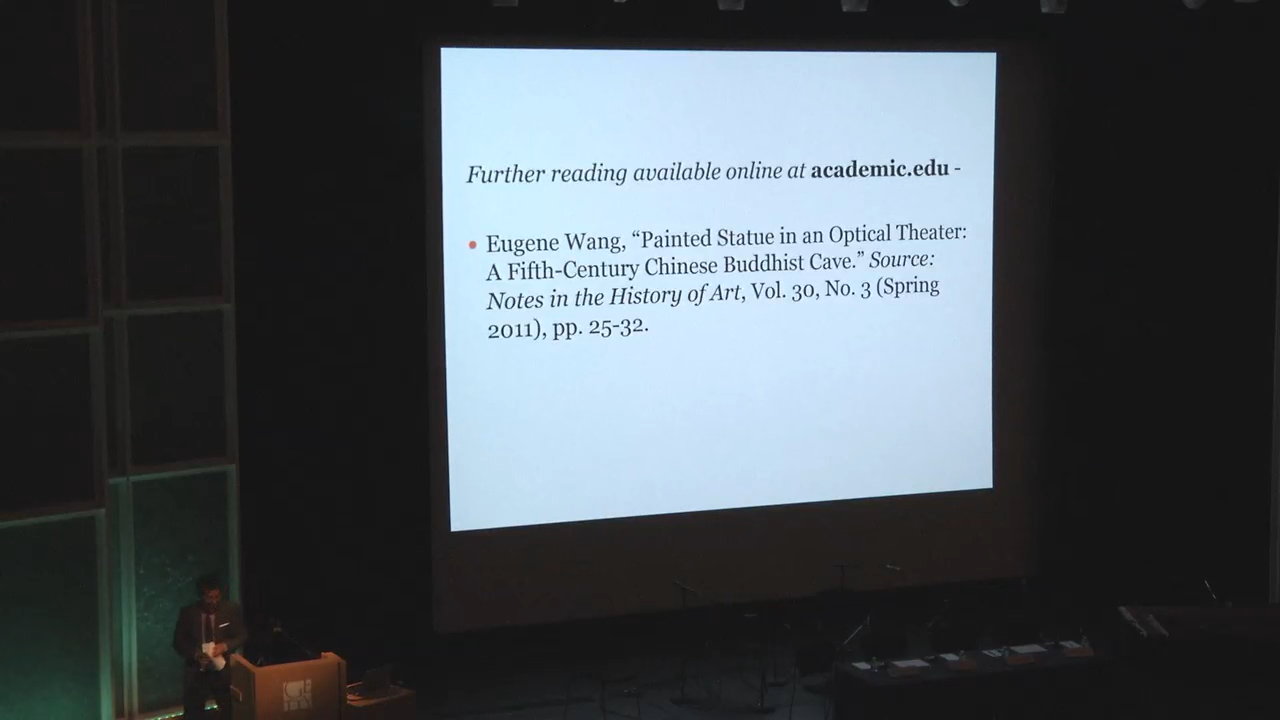 Further reading available online at academic.edu -
• Eugene Wang, “Painted Statue in an Optical Theater:
A Fifth-Century Chinese Buddhist Cave.” Source:
Notes in the History of Art, Vol. 30, No. 3 (Spring
2011), pp. 25-32.